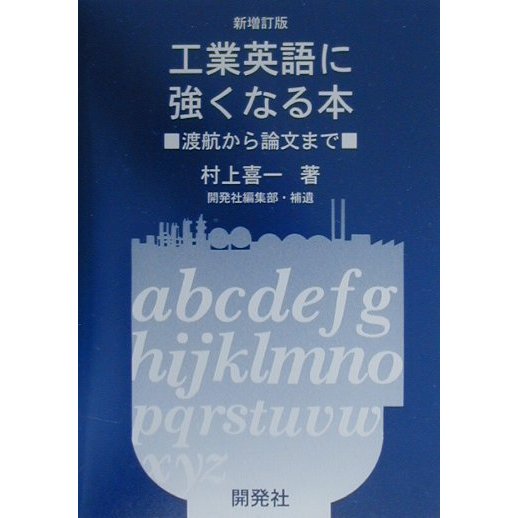 新増訂版
工業英語に
強くなる本
■渡航から論文まで■
村上喜一 著
開発社編集部・補遺
abcdefg
hijklmno
pqrstuvw
xyz
開発社